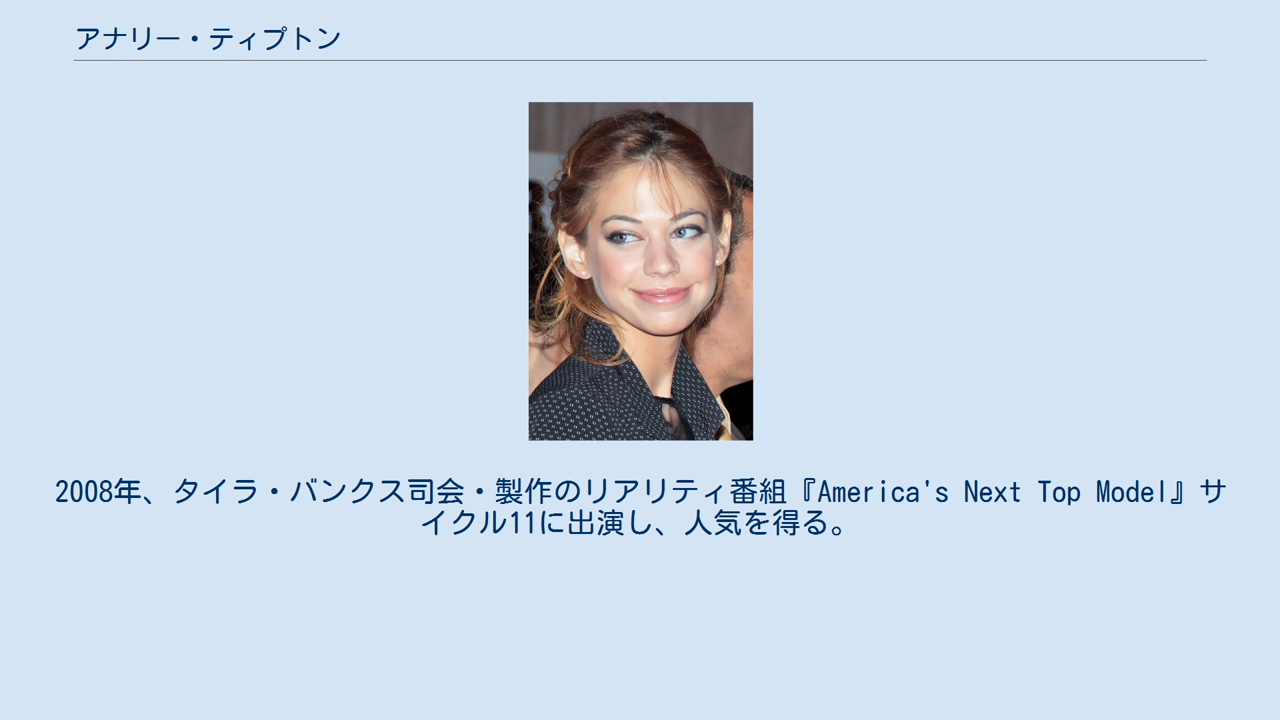 アナリー・ティプトン
2008年、タイラ・バンクス司会・製作のリアリティ番組『America's Next Top Model』サ
イクル11に出演し、人気を得る。